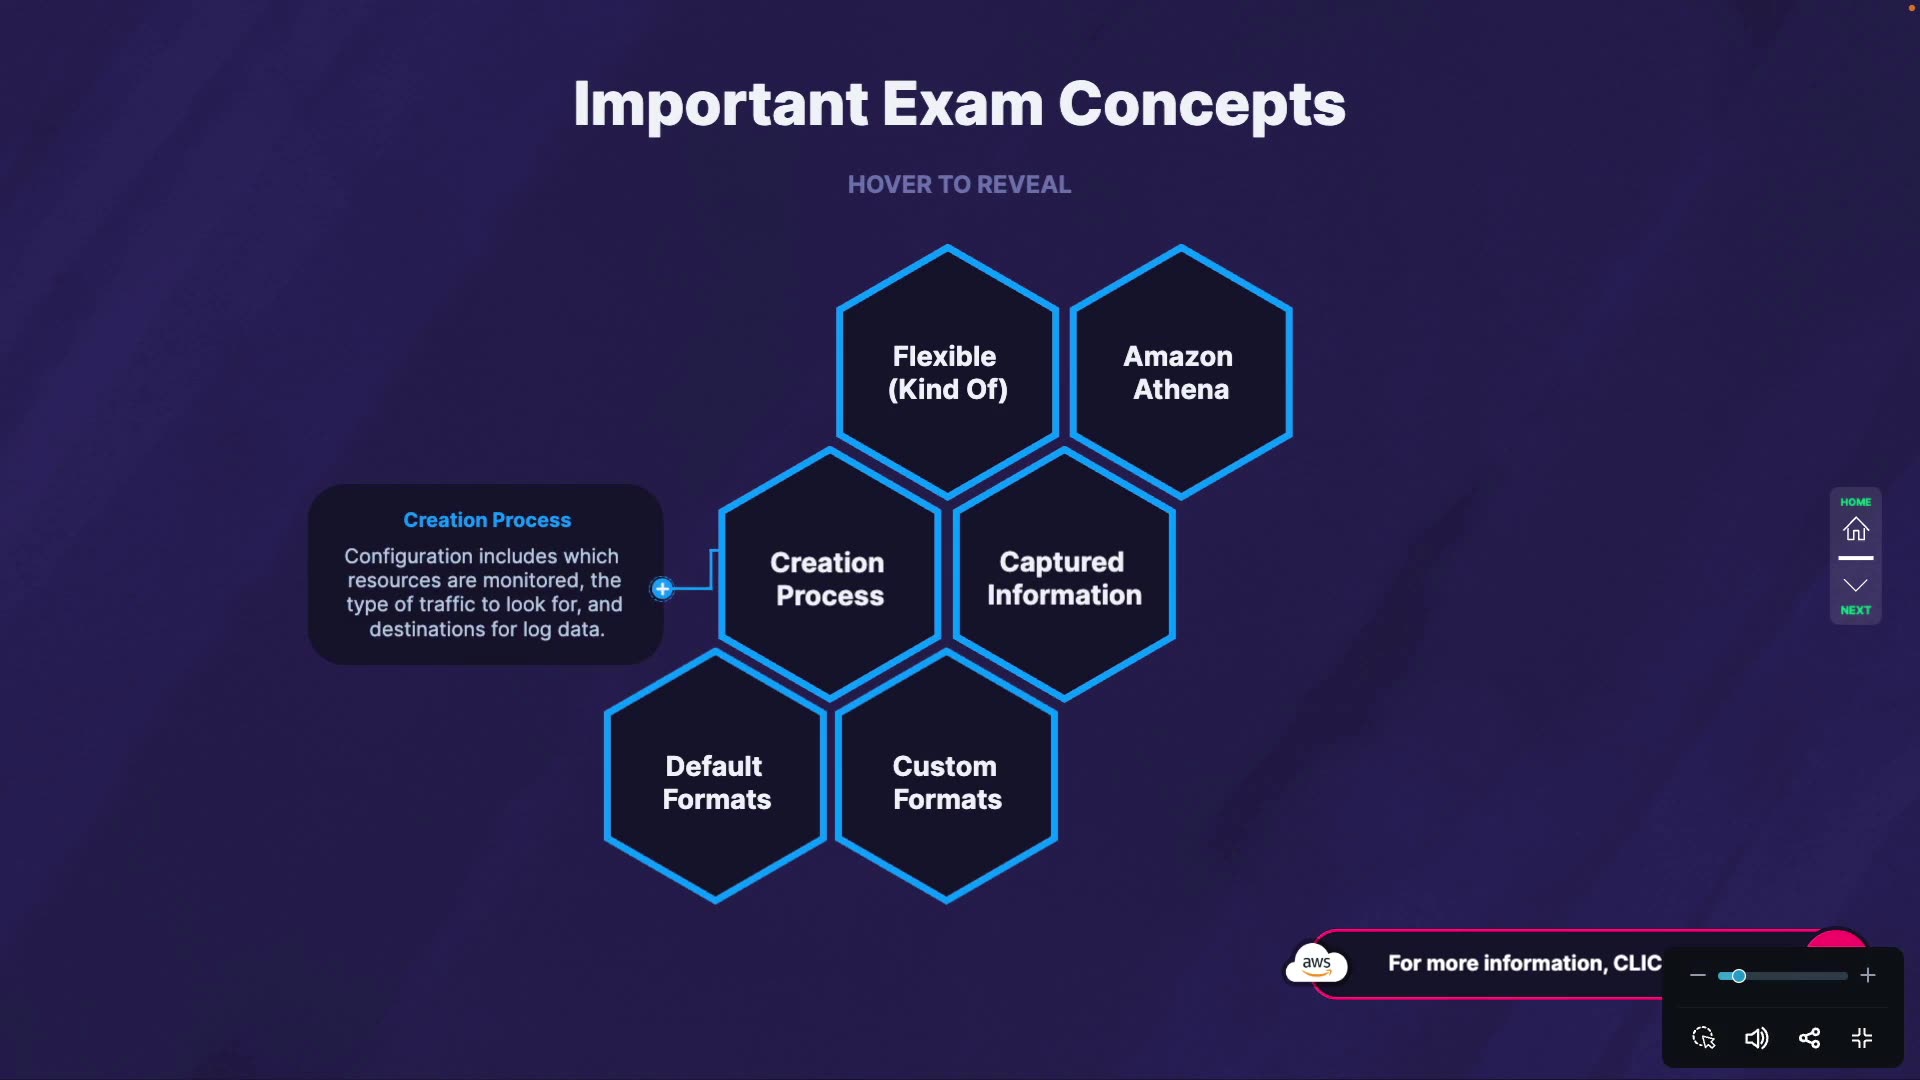 Important Exam Concepts
HOVER TO REVEAL
Flexible
(Kind Of)
Amazon
Athena
Creation Process
Configuration includes which
resources are monitored, the
type of traffic to look for, and
destinations for log data.
Creation
Process
Captured
Information
Default
Formats
Custom
Formats
HOME
NEXT
aws
For more information, CLIC